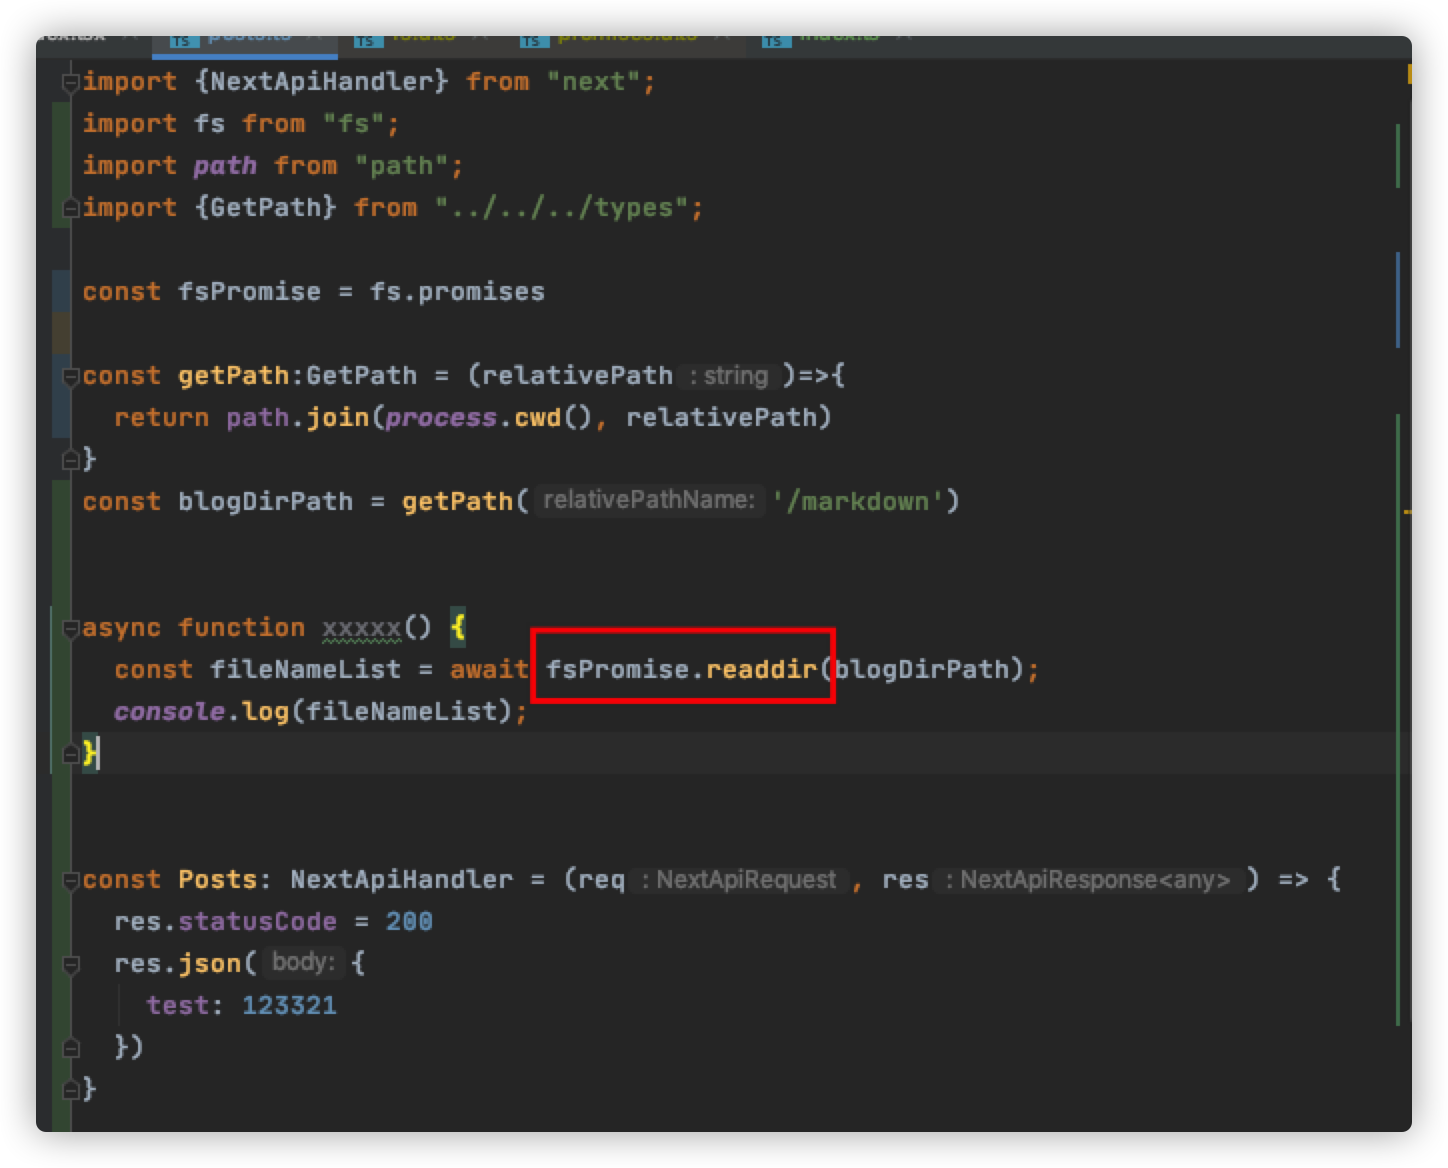 import {NextApiHandler} from "next";
import fs from "fs";
import path from "path";
import {GetPath} from "../../../types";
const fsPromise = fs.promises
const getPath:GetPath = (relativePath : string )=>{
return path.join(process.cwd(), relativePath)
}
const blogDirPath = getPath( relativePathName: '/markdown')
async function xxxxx() {
const fileNameList = await fsPromise.readdir(blogDirPath);
console.log(fileNameList);
}
const Posts: NextApiHandler = (req : NextApiRequest , res : NextApiResponse<any> ) => {
res.statusCode = 200
res.json( body: {
test: 123321
})
}